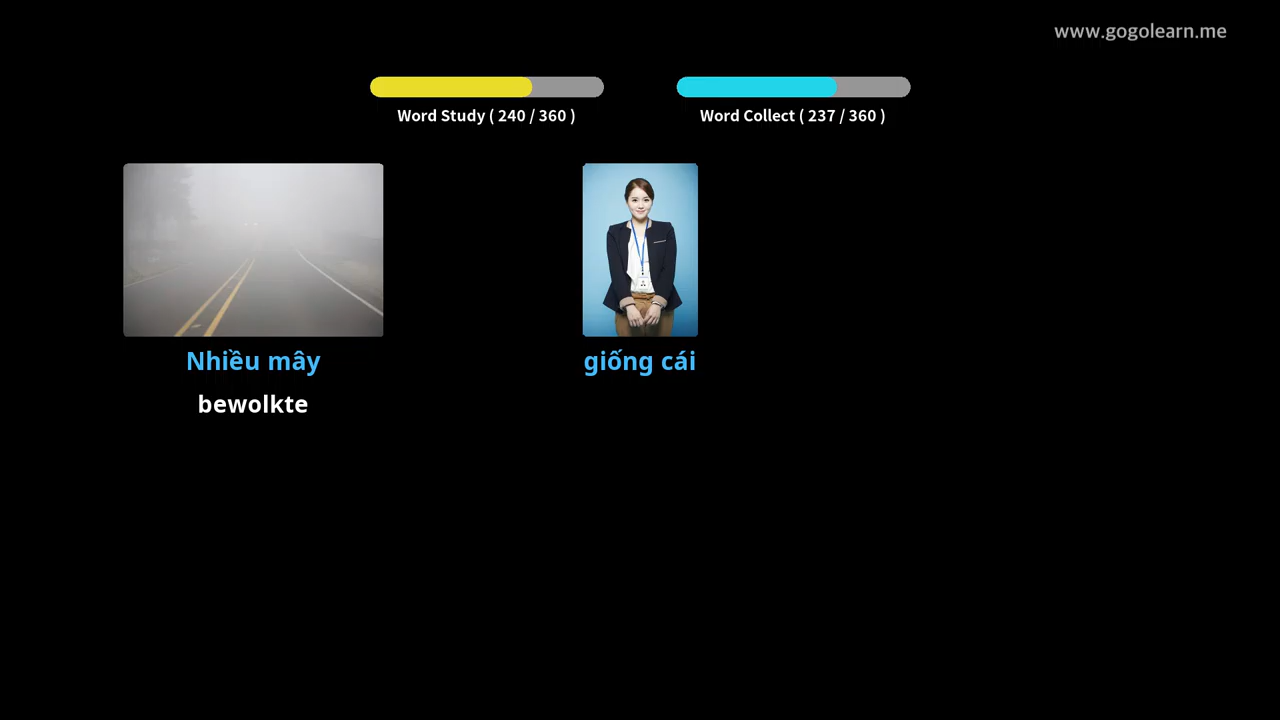 www.gogolearn.me
Word Study ( 240 / 360 )
Word Collect ( 237 / 360 )
Nhiều mây
giống cái
bewolkte